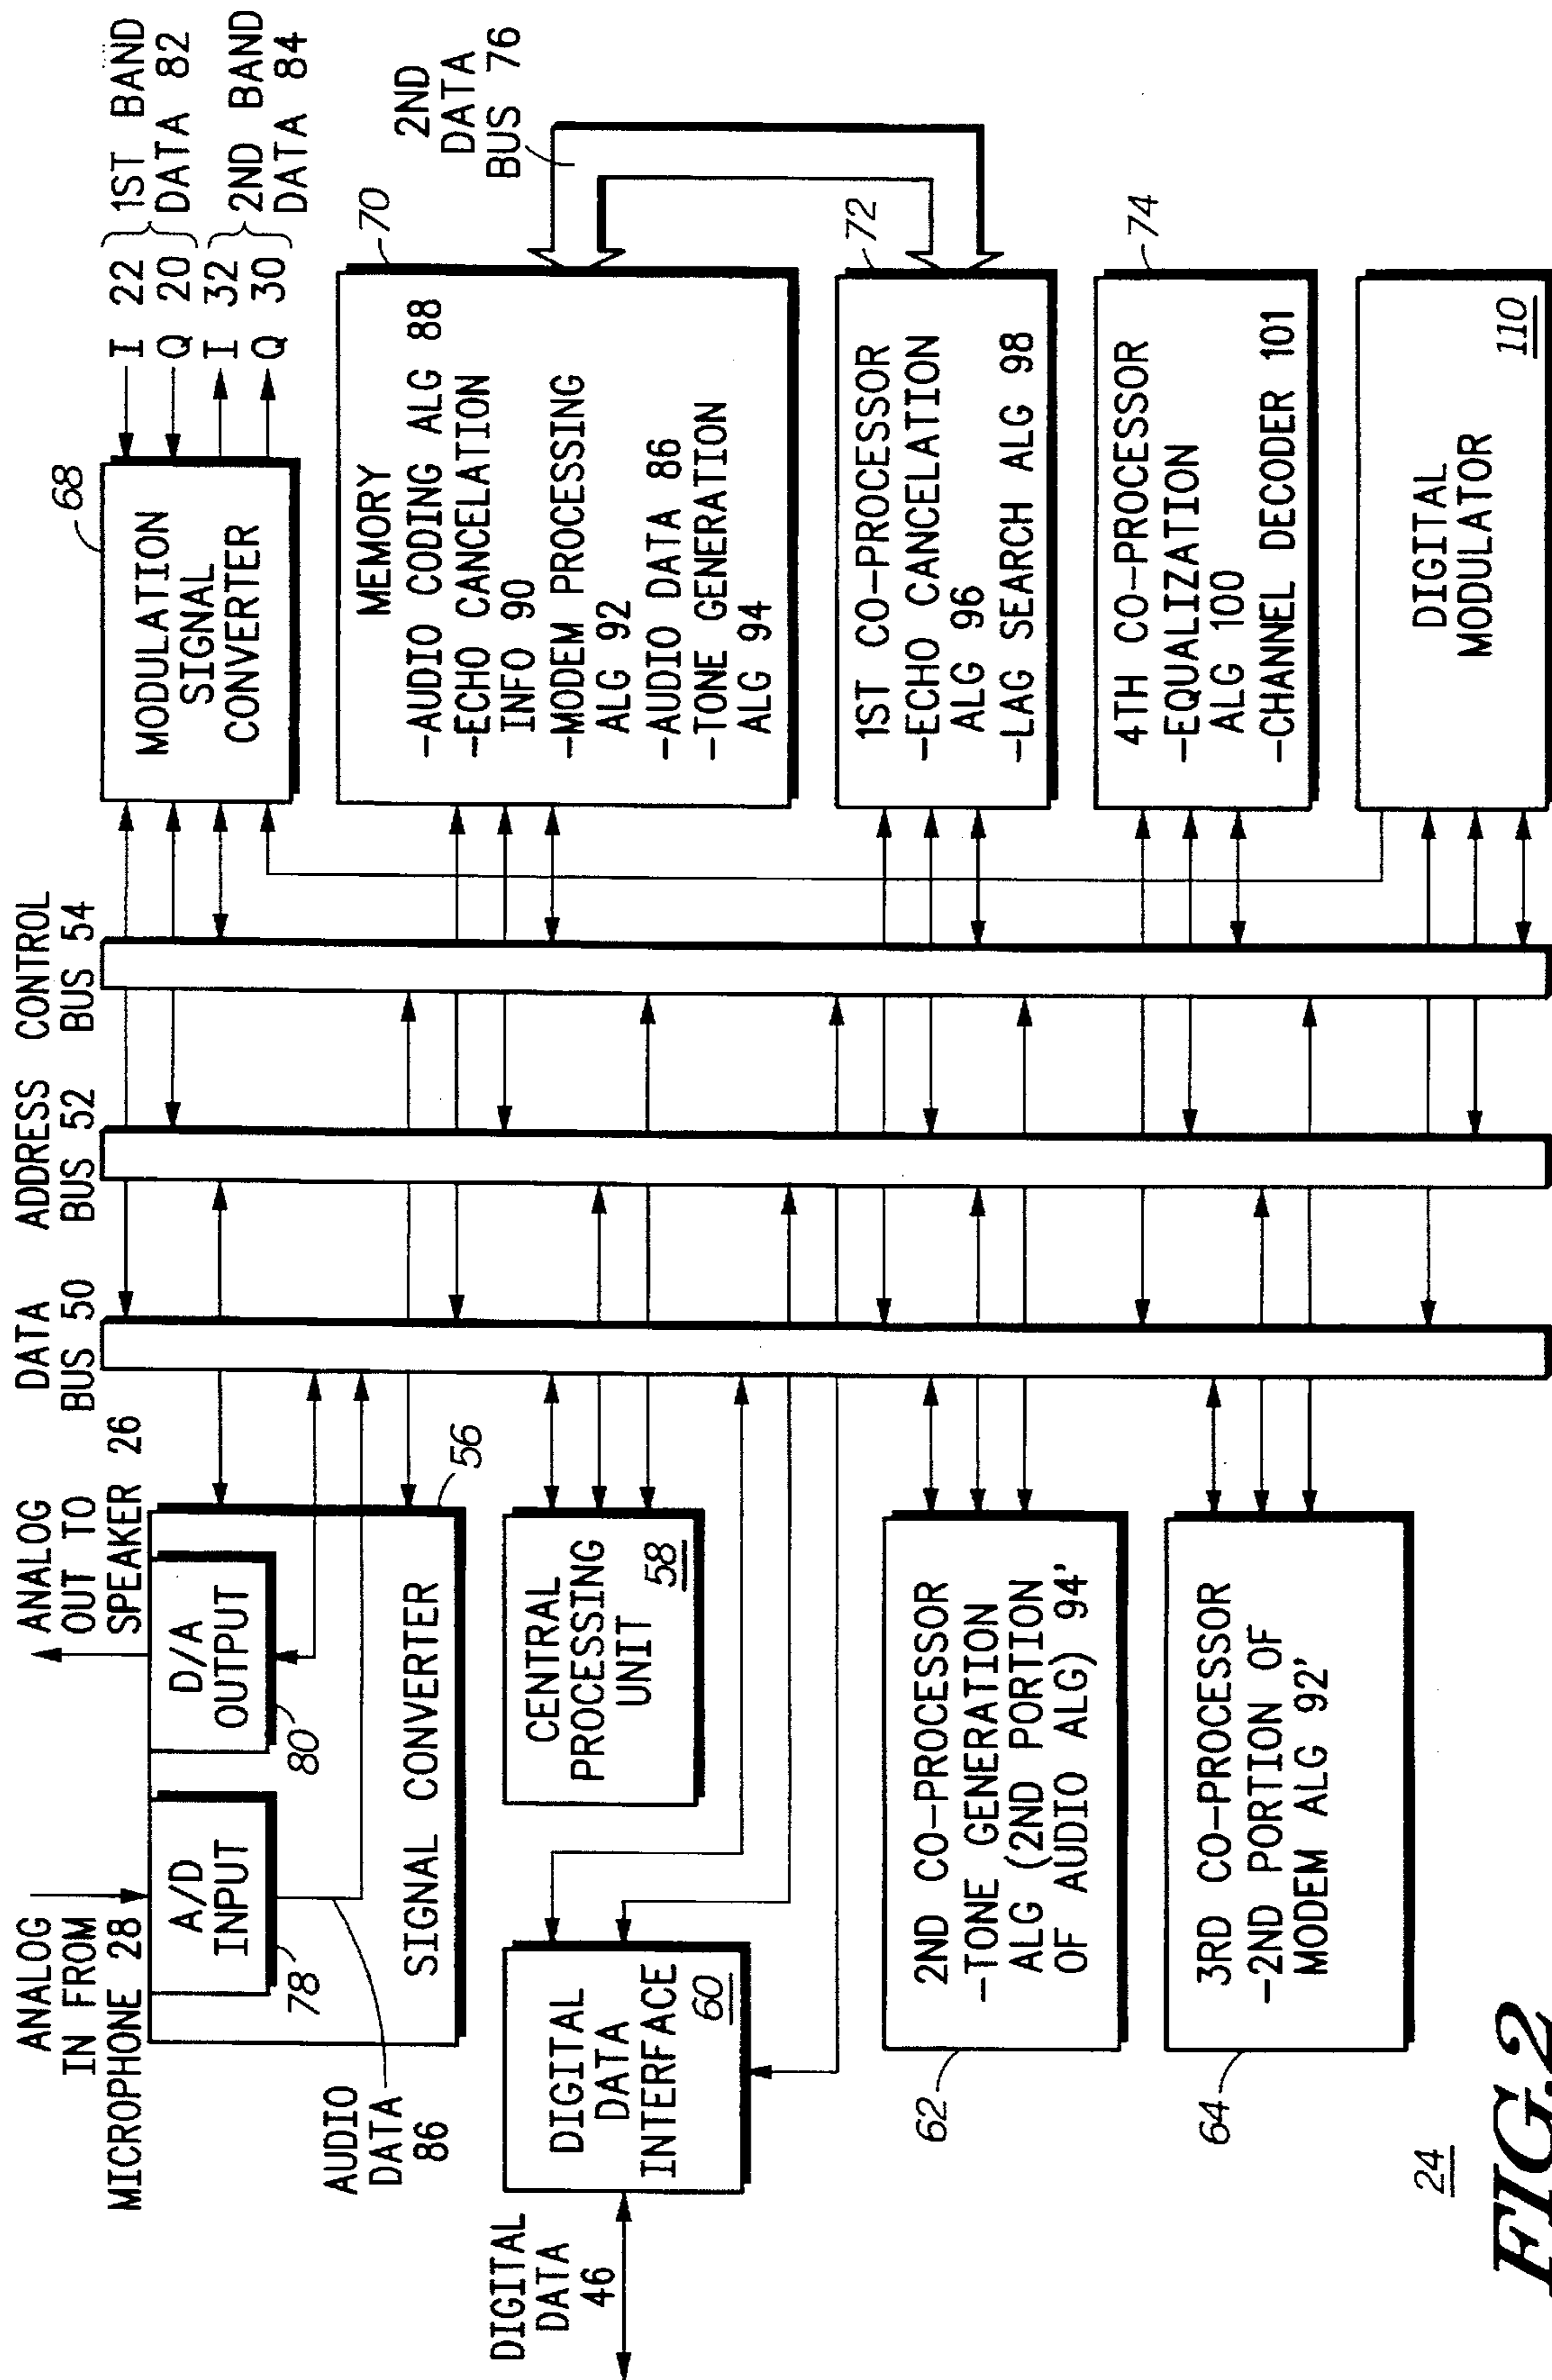 ANALOG
IN FROM
MICROPHONE 28
ANALOG
OUT TO
SPEAKER 26
DATA
BUS 50
ADDRESS
BUS 52
CONTROL
BUS 54
I 22
Q 20
1ST BAND
DATA 82
I 32
Q 30
2ND BAND
DATA 84
A/D
INPUT
78
D/A
OUTPUT
80
SIGNAL CONVERTER
56
AUDIO
DATA
86
68
MODULATION
SIGNAL
CONVERTER
DIGITAL
DATA
46
DIGITAL
DATA
INTERFACE
60
CENTRAL
PROCESSING
UNIT
58
70
MEMORY
-AUDIO CODING ALG 88
-ECHO CANCELATION
INFO 90
-MODEM PROCESSING
ALG 92
-AUDIO DATA 86
-TONE GENERATION
ALG 94
2ND
DATA
BUS 76
62
2ND CO-PROCESSOR
-TONE GENERATION
ALG (2ND PORTION
OF AUDIO ALG) 94'
72
1ST CO-PROCESSOR
-ECHO CANCELATION
ALG 96
-LAG SEARCH ALG 98
64
3RD CO-PROCESSOR
-2ND PORTION OF
MODEM ALG 92'
74
4TH CO-PROCESSOR
-EQUALIZATION
ALG 100
-CHANNEL DECODER 101
DIGITAL
MODULATOR
110
24
FIG.2